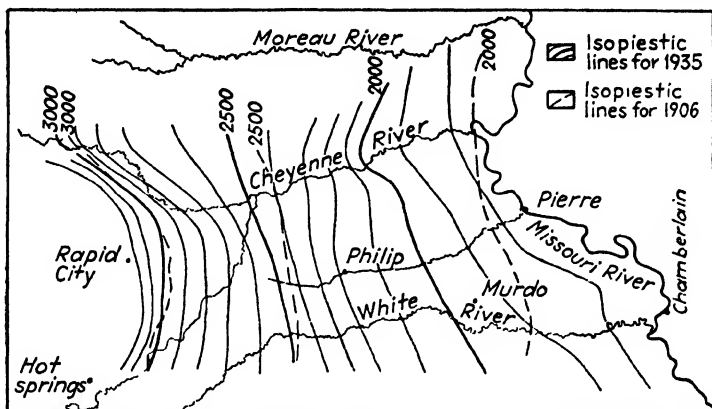 Moreau River
Isopiestic
lines for 1935
Isopiestic
lines for 1906
3000
3000
2500
2500
2000
2000
Cheyenne River
Pierre
Missouri River
Chamberlain
Rapid
City
Philip
Murdo
White River
Hot
springs